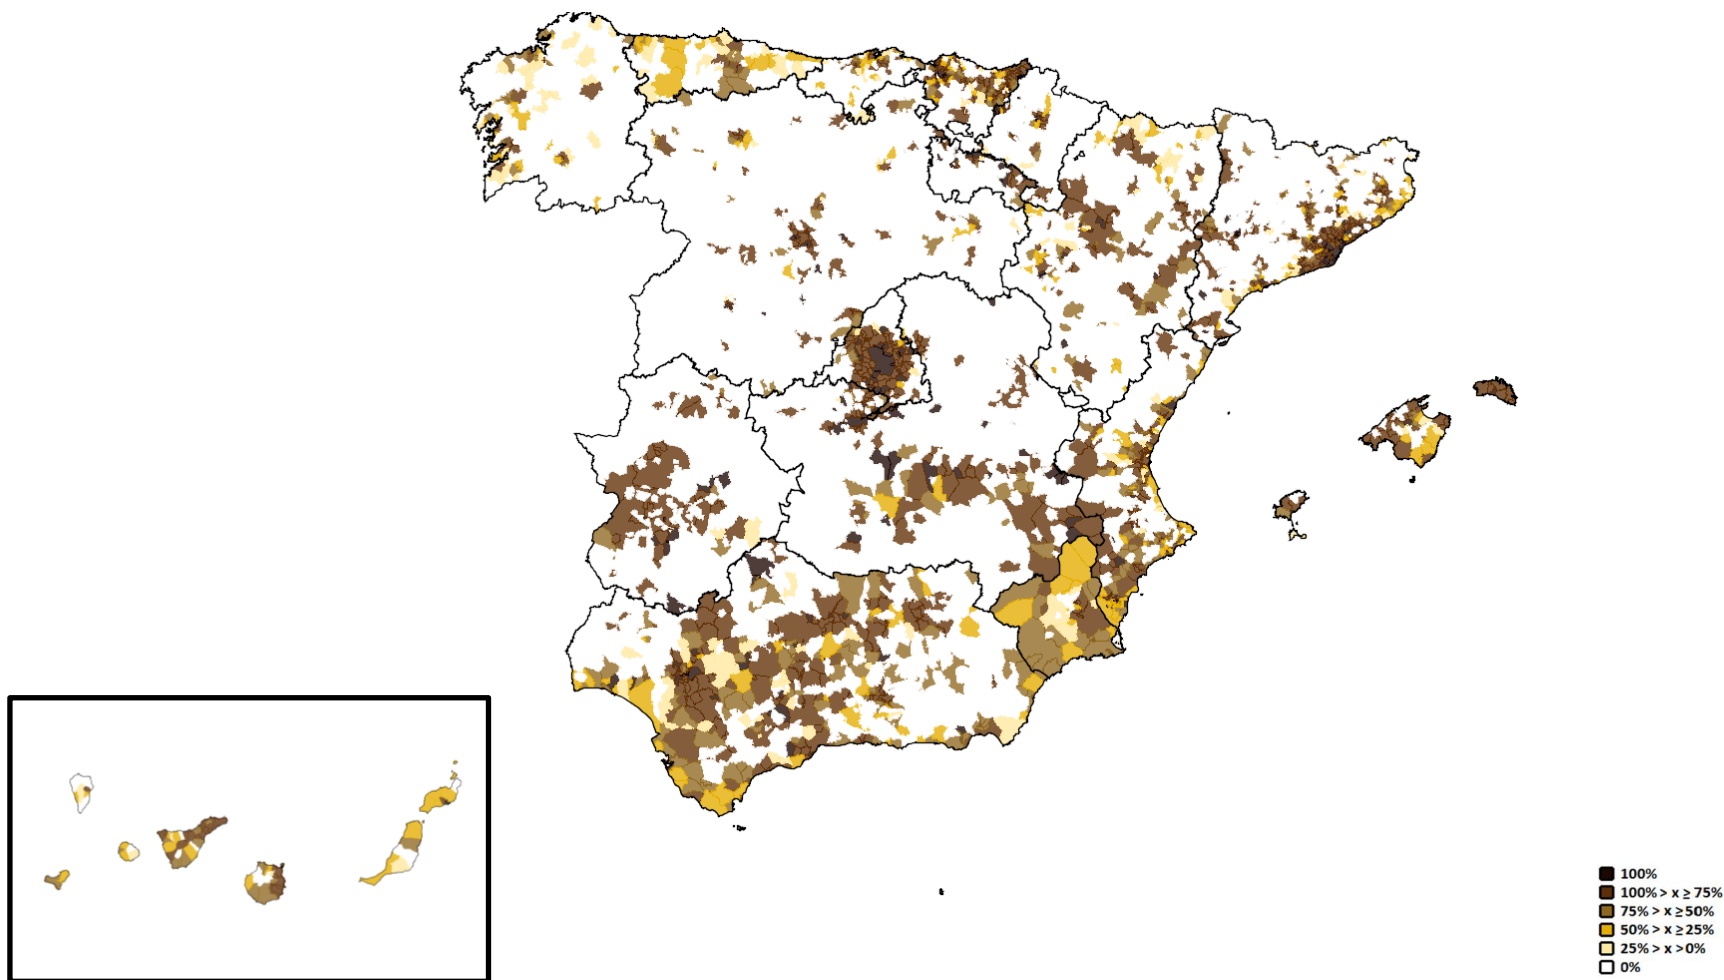 100%
100% > x ≥ 75%
75% > x ≥ 50%
50% > x ≥ 25%
25% > x > 0%
0%